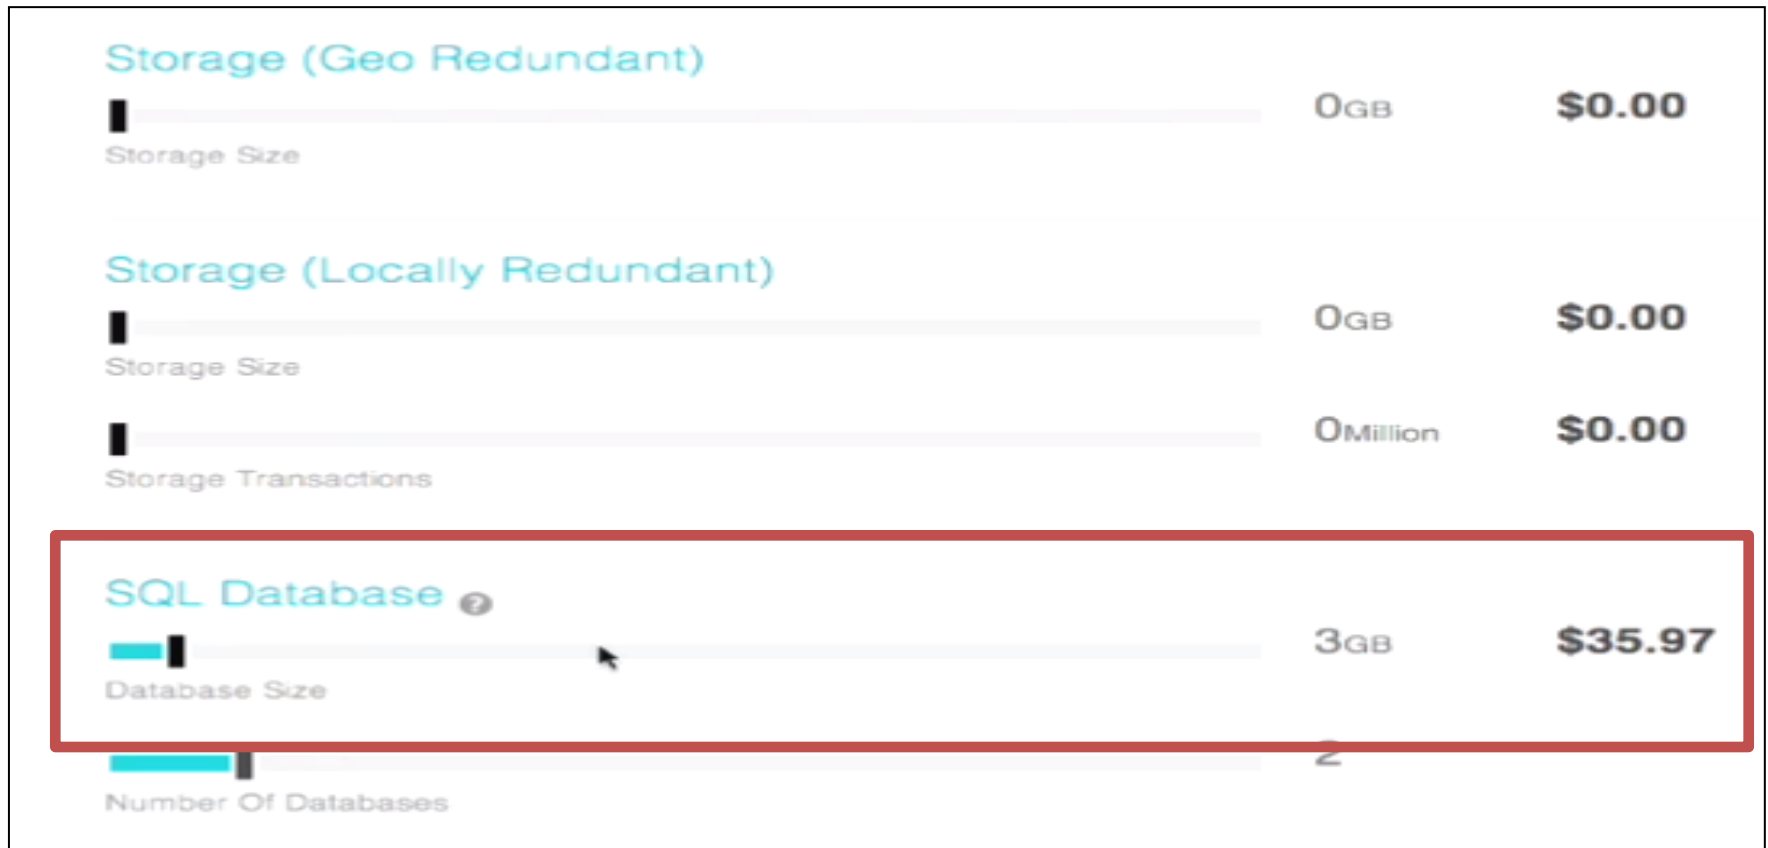 Storage (Geo Redundant)
0GB $0.00
Storage Size
Storage (Locally Redundant)
0GB $0.00
Storage Size
0Million $0.00
Storage Transactions
SQL Database ?
3GB $35.97
Database Size
2
Number Of Databases